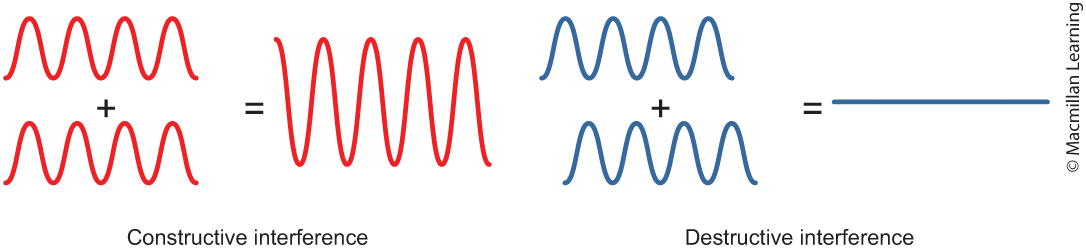 +
=
+
=
Constructive interference
Destructive interference
© Macmillan Learning